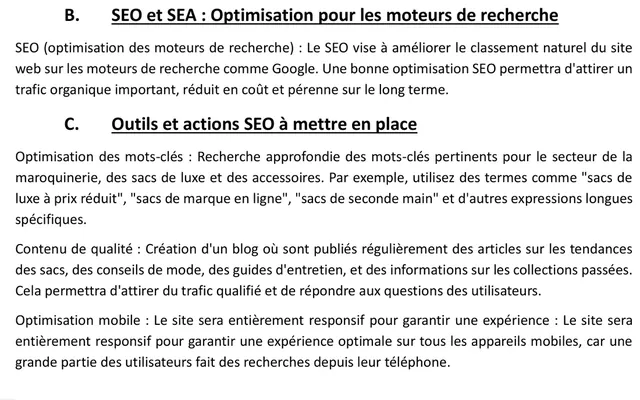 B. SEO et SEA : Optimisation pour les moteurs de recherche
SEO (optimisation des moteurs de recherche) : Le SEO vise à améliorer le classement naturel du site
web sur les moteurs de recherche comme Google. Une bonne optimisation SEO permettra d'attirer un
trafic organique important, réduit en coût et pérenne sur le long terme.
C. Outils et actions SEO à mettre en place
Optimisation des mots-clés : Recherche approfondie des mots-clés pertinents pour le secteur de la
maroquinerie, des sacs de luxe et des accessoires. Par exemple, utilisez des termes comme "sacs de
luxe à prix réduit", "sacs de marque en ligne", "sacs de seconde main" et d'autres expressions longues
spécifiques.
Contenu de qualité : Création d'un blog où sont publiés régulièrement des articles sur les tendances
des sacs, des conseils de mode, des guides d'entretien, et des informations sur les collections passées.
Cela permettra d'attirer du trafic qualifié et de répondre aux questions des utilisateurs.
Optimisation mobile : Le site sera entièrement responsif pour garantir une expérience : Le site sera
entièrement responsif pour garantir une expérience optimale sur tous les appareils mobiles, car une
grande partie des utilisateurs fait des recherches depuis leur téléphone.